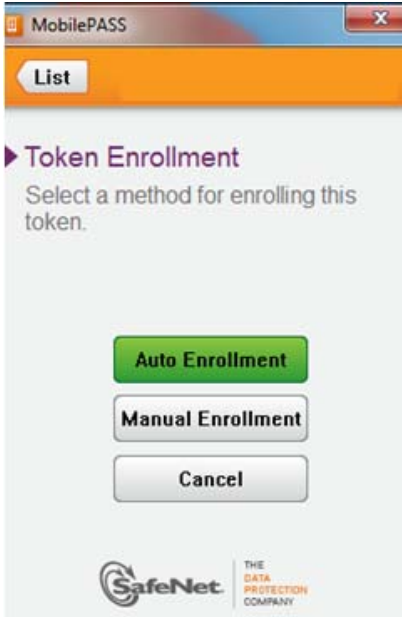 MobilePASS
X
List
Token Enrollment
Select a method for enrolling this
token.
Auto Enrollment
Manual Enrollment
Cancel
SafeNet.
THE
DATA
PROTECTION
COMPANY